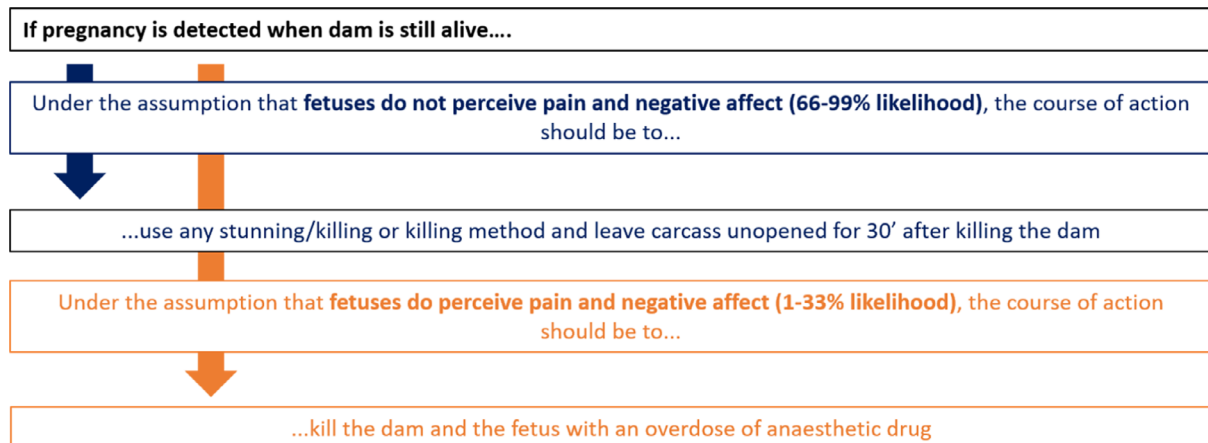 If pregnancy is detected when dam is still alive....
Under the assumption that fetuses do not perceive pain and negative affect (66-99% likelihood), the course of action
should be to...
...use any stunning/killing or killing method and leave carcass unopened for 30’ after killing the dam
Under the assumption that fetuses do perceive pain and negative affect (1-33% likelihood), the course of action
should be to...
...kill the dam and the fetus with an overdose of anaesthetic drug